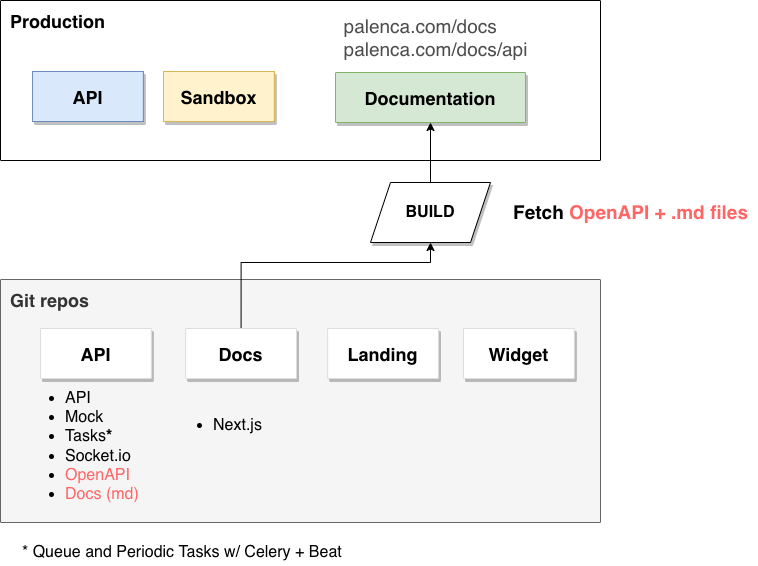 Production
palenca.com/docs
palenca.com/docs/api
API
Sandbox
Documentation
BUILD
Fetch OpenAPI + .md files
Git repos
API
Docs
Landing
Widget
• API
• Mock
• Tasks*
• Socket.io
• OpenAPI
• Docs (md)
• Next.js
* Queue and Periodic Tasks w/ Celery + Beat